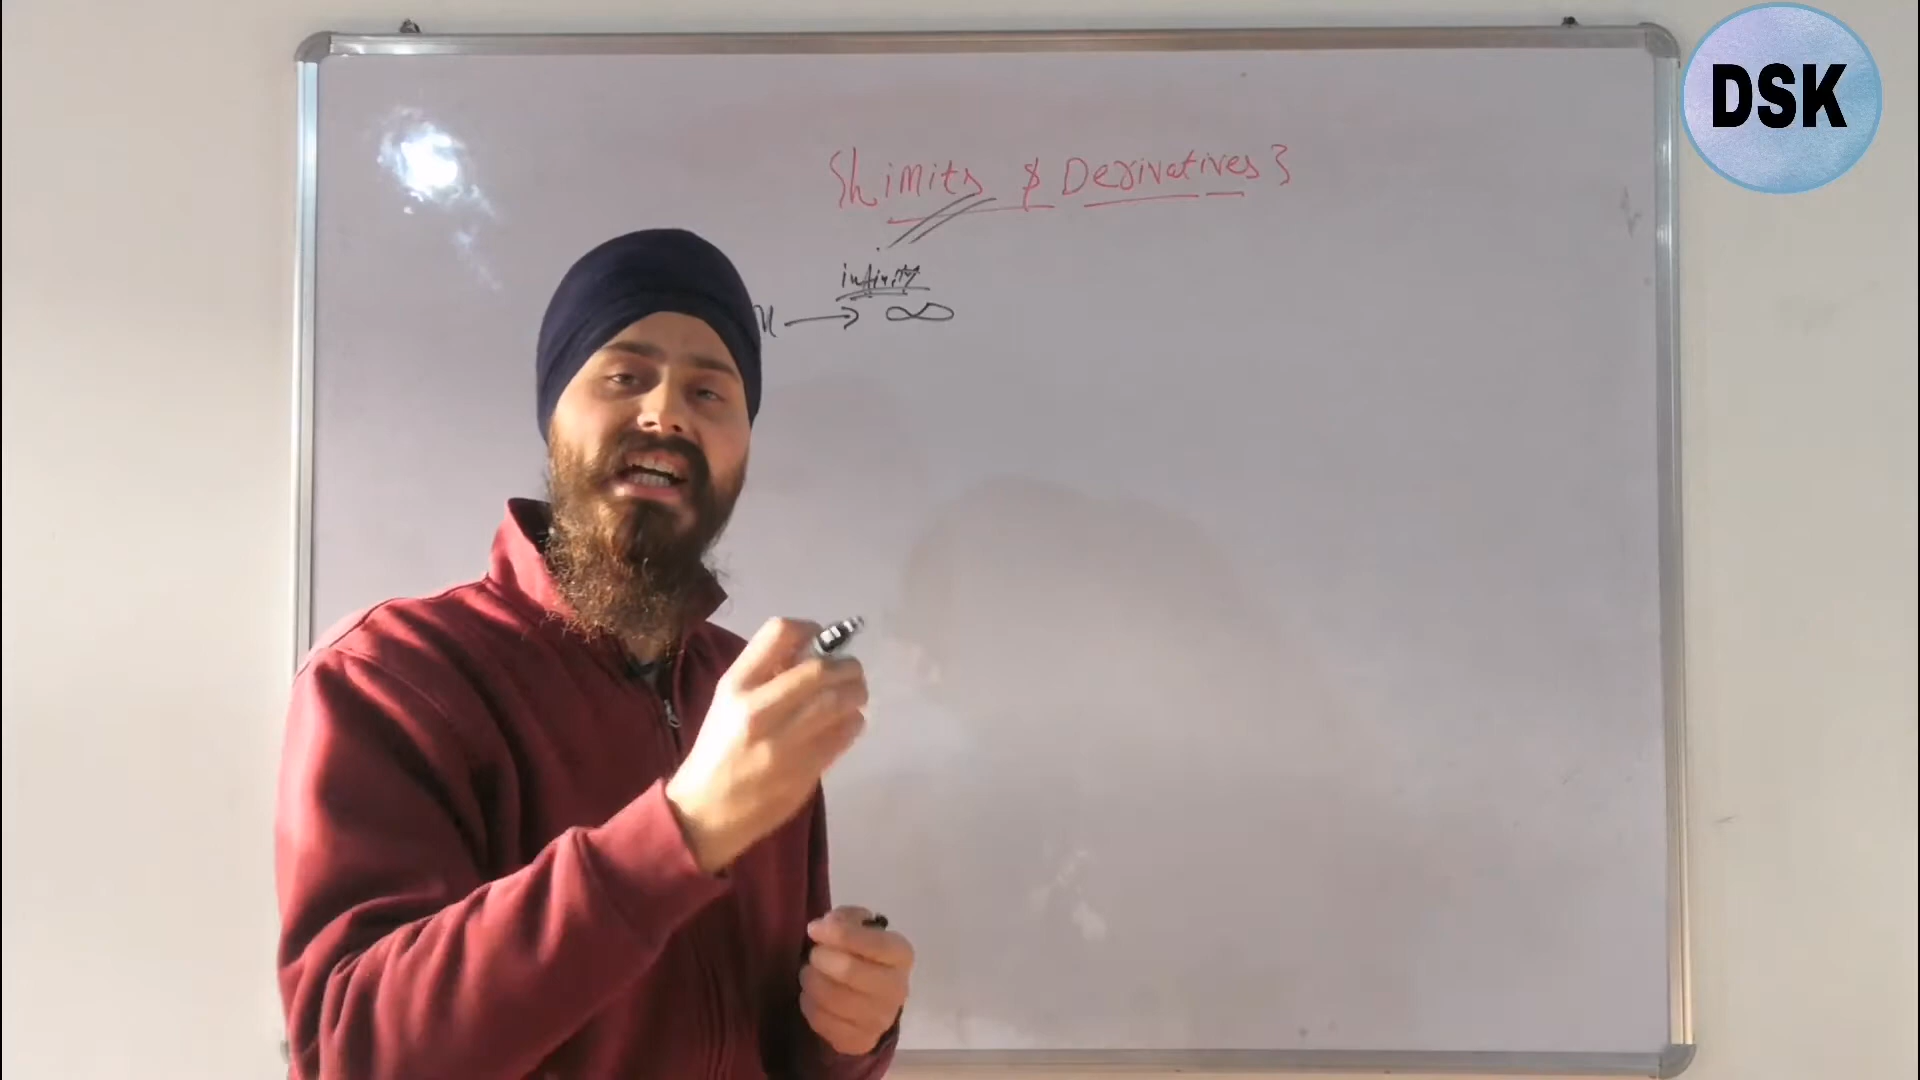 DSK
{Limits & Derivatives}
infinity
x → ∞